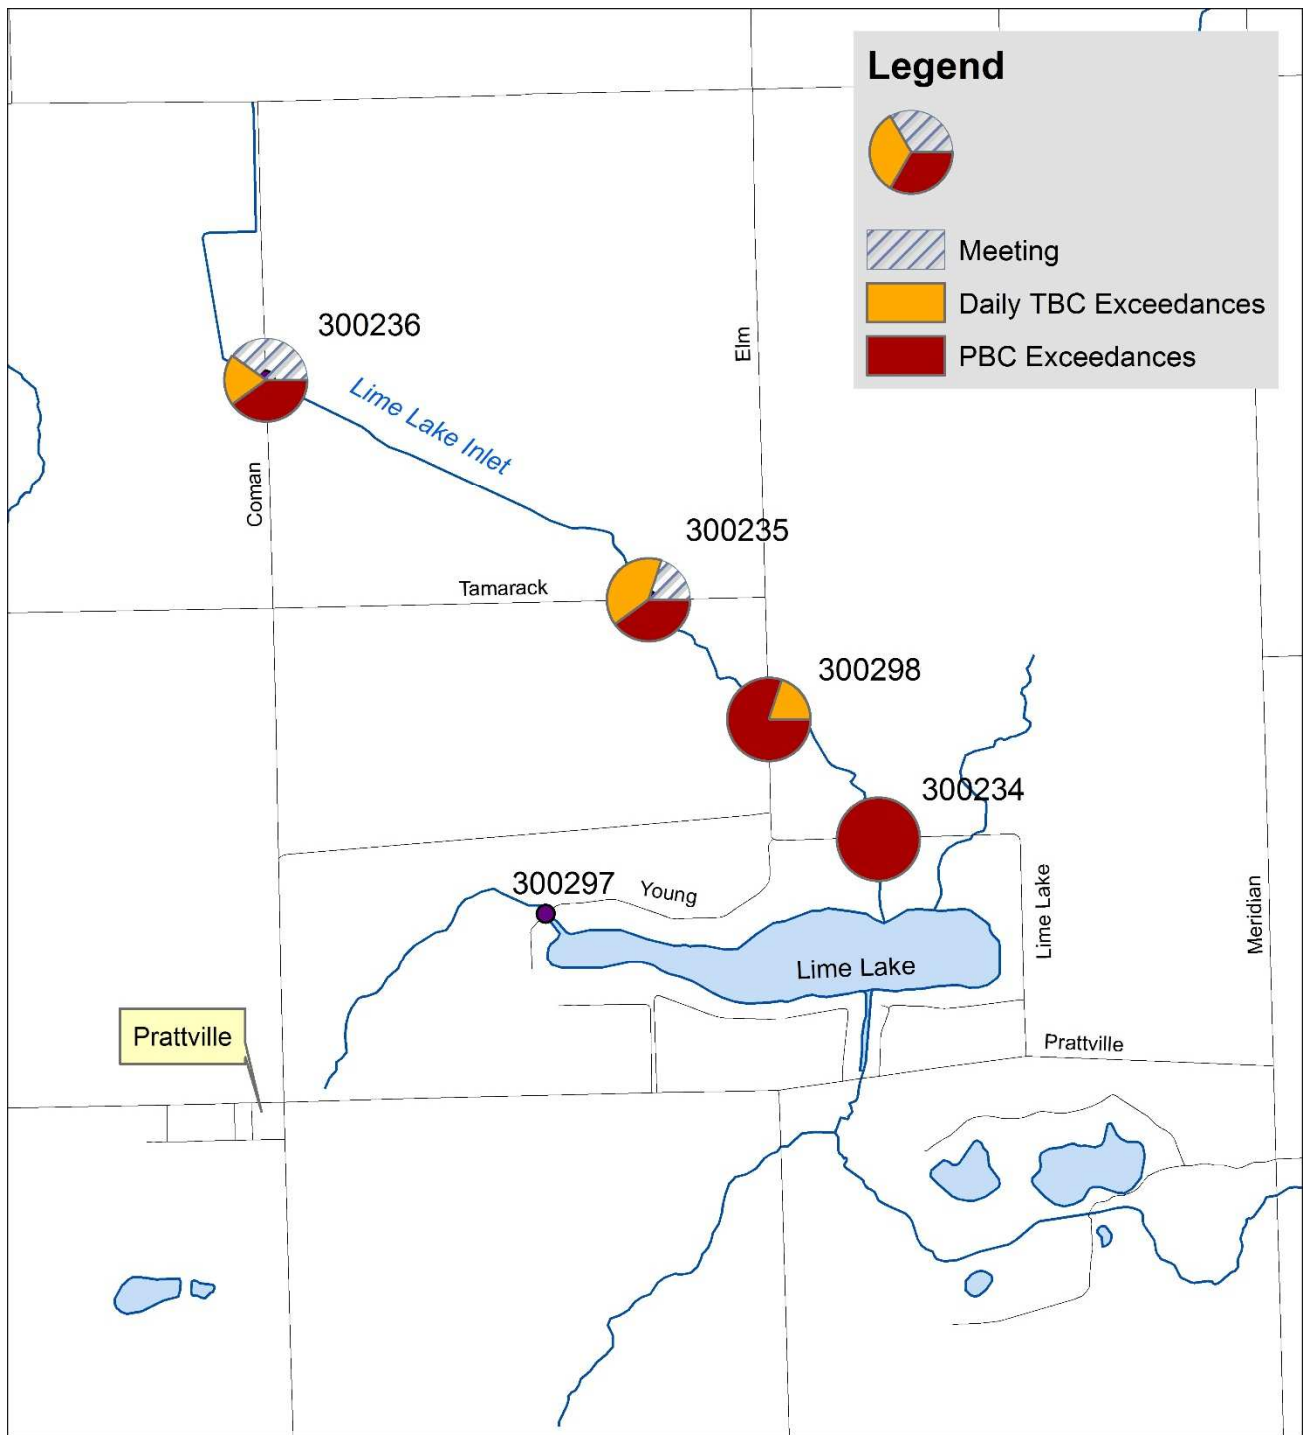 Legend
Meeting
Daily TBC Exceedances
PBC Exceedances
300236
Elm
Lime Lake Inlet
Coman
300235
Tamarack
300298
300234
300297
Young
Lime Lake
Meridian
Lime Lake
Prattville
Prattville